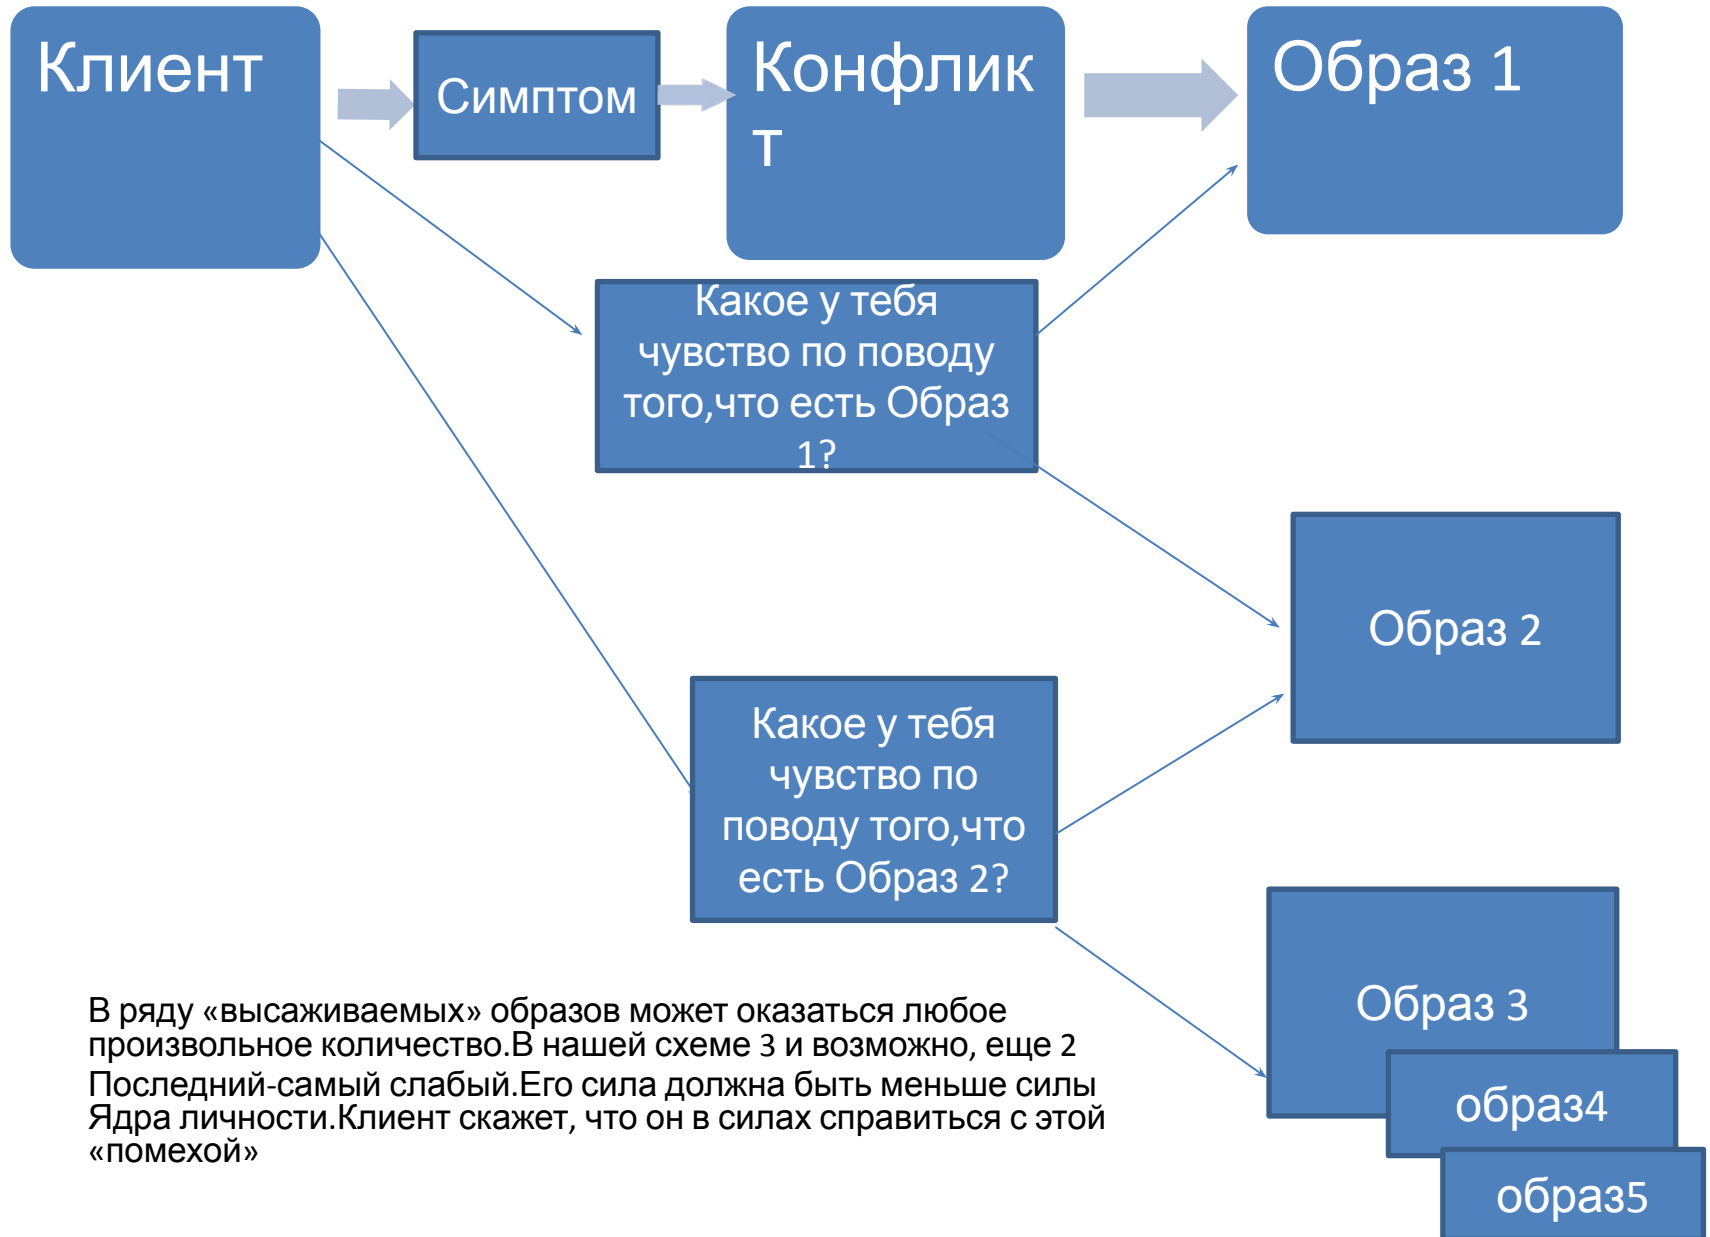 Клиент
Симптом
Конфлик
т
Образ 1
Какое у тебя
чувство по поводу
того,что есть Образ
1?
Образ 2
Какое у тебя
чувство по
поводу того,что
есть Образ 2?
Образ 3
образ4
образ5
В ряду «высаживаемых» образов может оказаться любое
произвольное количество.В нашей схеме 3 и возможно, еще 2
Последний-самый слабый.Его сила должна быть меньше силы
Ядра личности.Клиент скажет, что он в силах справиться с этой
«помехой»